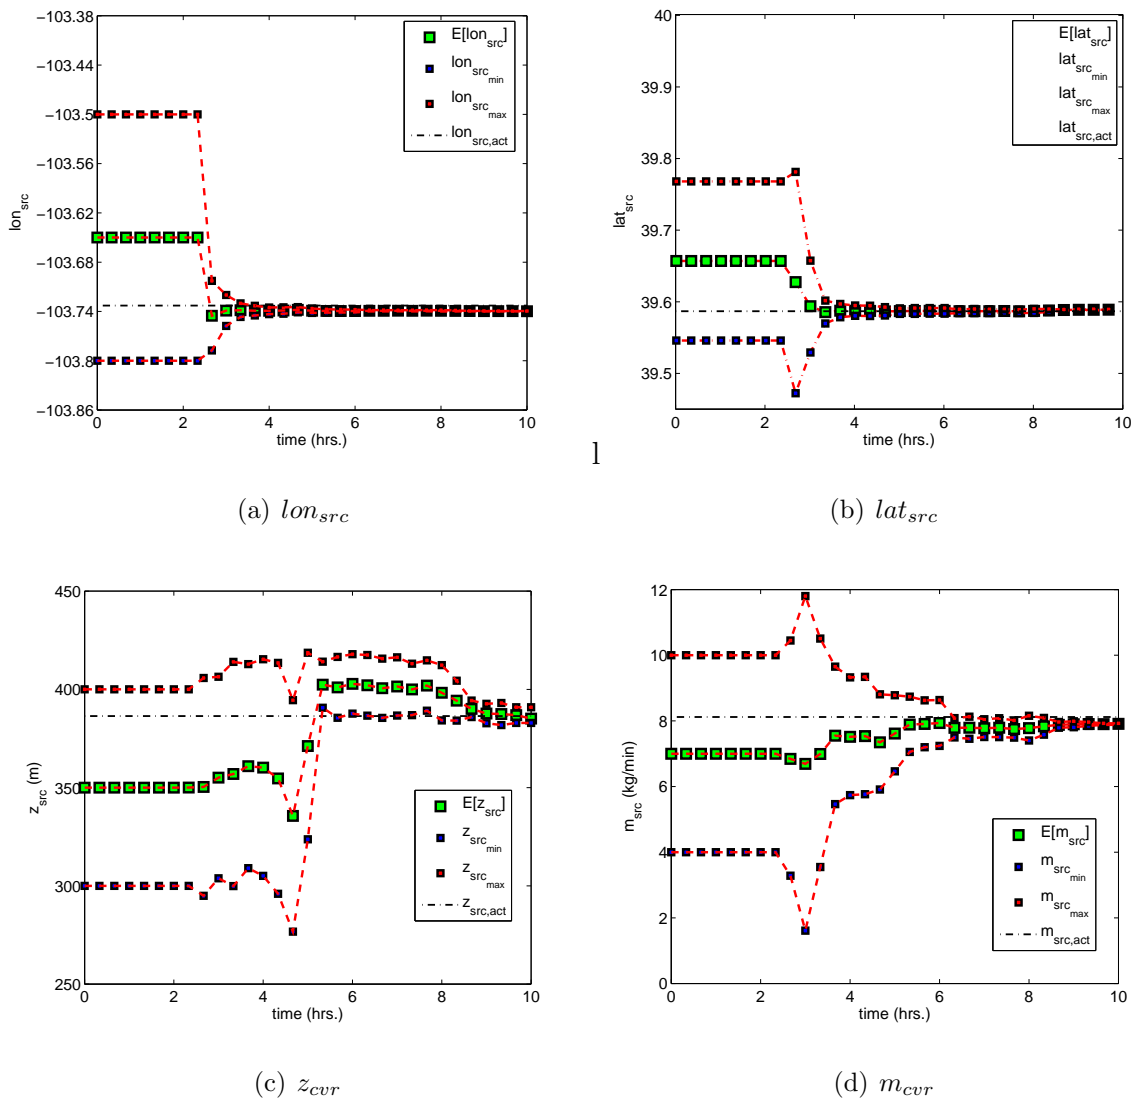 −103.38
−103.44
−103.5
−103.56
−103.62
−103.68
−103.74
−103.8
−103.86
lon_src
0 2 4 6 8 10
time (hrs.)
E[lon_src]
lon_src_min
lon_src_max
lon_src,act
(a) lon_src
40
39.9
39.8
39.7
39.6
39.5
lat_src
0 2 4 6 8 10
time (hrs.)
E[lat_src]
lat_src_min
lat_src_max
lat_src,act
l
(b) lat_src
450
400
350
300
250
z_src (m)
0 2 4 6 8 10
time (hrs.)
E[z_src]
z_src_min
z_src_max
z_src,act
(c) z_cvr
12
10
8
6
4
2
0
m_src (kg/min)
0 2 4 6 8 10
time (hrs.)
E[m_src]
m_src_min
m_src_max
m_src,act
(d) m_cvr